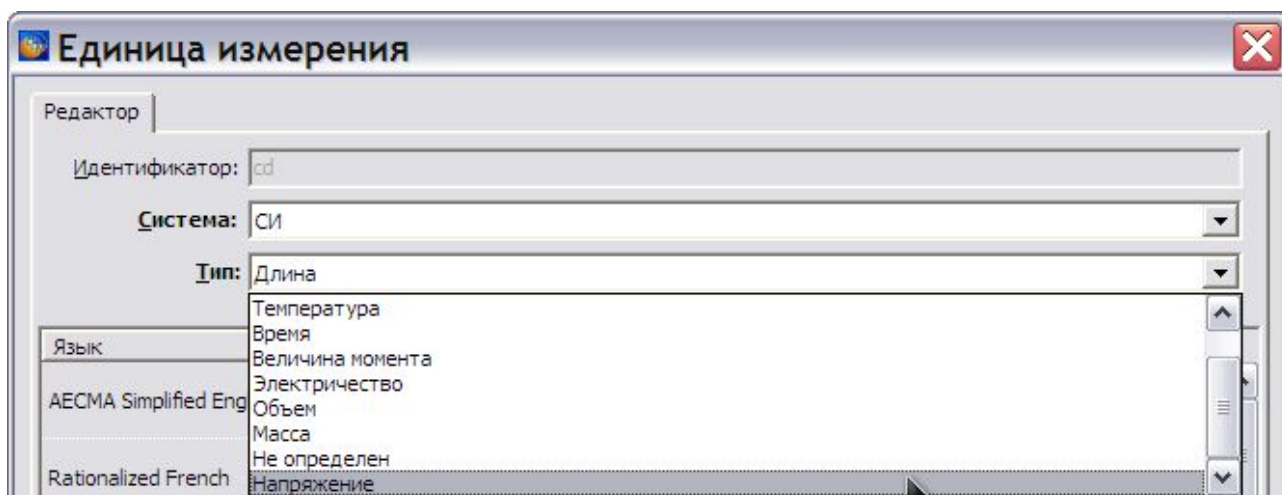 Единица измерения
Редактор
Идентификатор: cd
Система: СИ
Тип: Длина
Температура
Время
Величина момента
Электричество
Объем
Масса
Не определен
Напряжение
Язык
AECMA Simplified Eng
Rationalized French